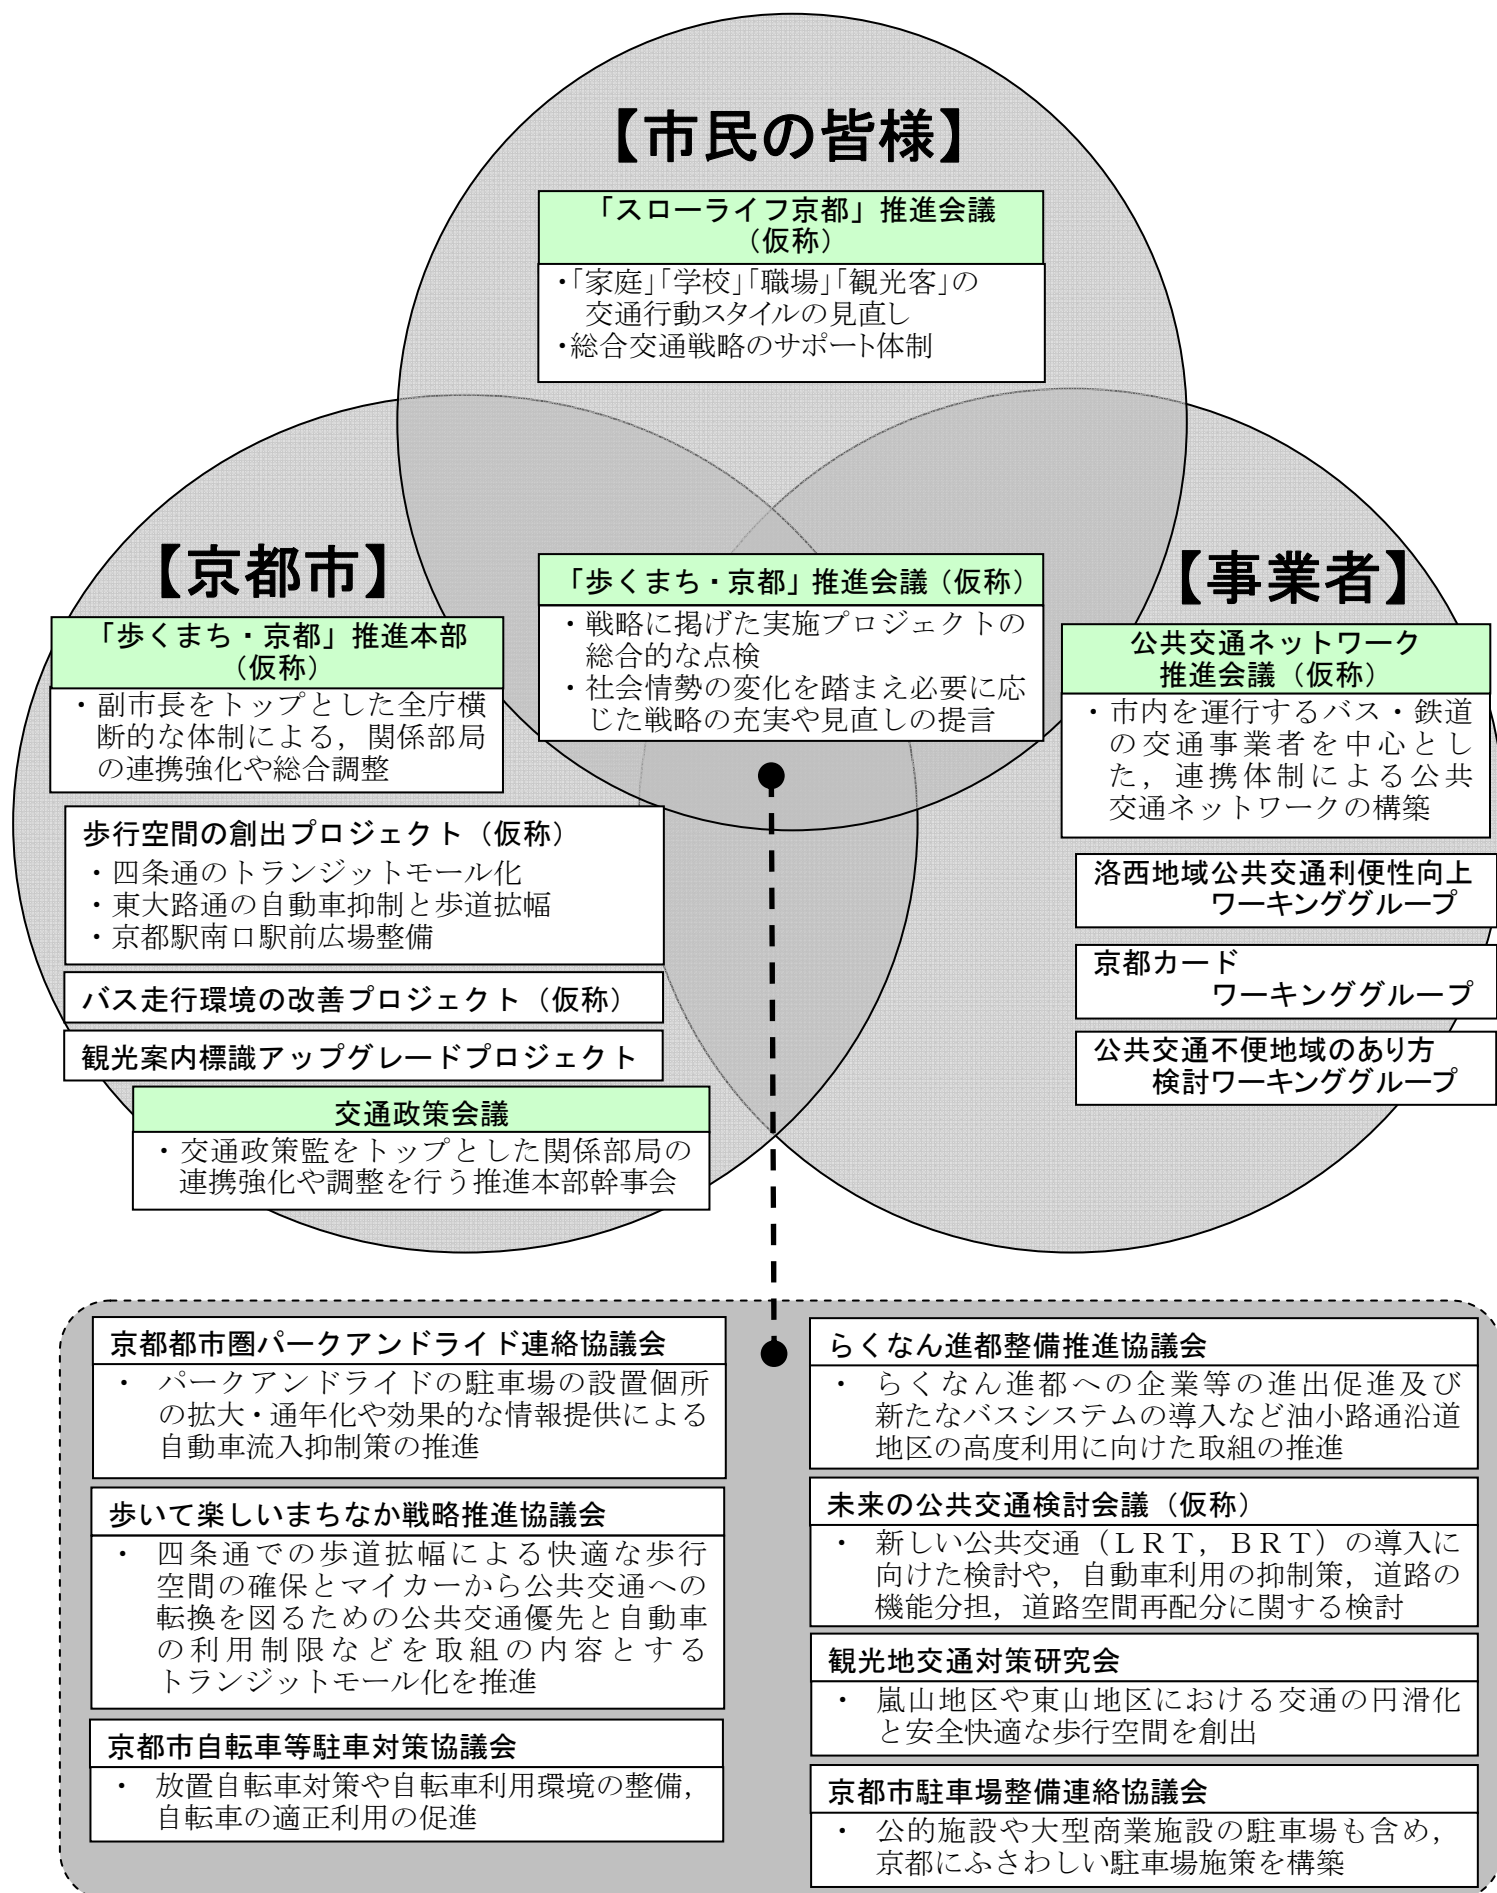 【市民の皆様】
「スローライフ京都」推進会議
（仮称）
・「家庭」「学校」「職場」「観光客」の
交通行動スタイルの見直し
・総合交通戦略のサポート体制
【京都市】
「歩くまち・京都」推進本部
（仮称）
・副市長をトップとした全庁横
断的な体制による，関係部局
の連携強化や総合調整
歩行空間の創出プロジェクト（仮称）
・四条通のトランジットモール化
・東大路通の自動車抑制と歩道拡幅
・京都駅南口駅前広場整備
バス走行環境の改善プロジェクト（仮称）
観光案内標識アップグレードプロジェクト
交通政策会議
・交通政策監をトップとした関係部局の
連携強化や調整を行う推進本部幹事会
「歩くまち・京都」推進会議（仮称）
・戦略に掲げた実施プロジェクトの
総合的な点検
・社会情勢の変化を踏まえ必要に応
じた戦略の充実や見直しの提言
【事業者】
公共交通ネットワーク
推進会議（仮称）
・市内を運行するバス・鉄道
の交通事業者を中心とし
た，連携体制による公共
交通ネットワークの構築
洛西地域公共交通利便性向上
ワーキンググループ
京都カード
ワーキンググループ
公共交通不便地域のあり方
検討ワーキンググループ
京都都市圏パークアンドライド連絡協議会
・ パークアンドライドの駐車場の設置個所
の拡大・通年化や効果的な情報提供による
自動車流入抑制策の推進
歩いて楽しいまちなか戦略推進協議会
・ 四条通での歩道拡幅による快適な歩行
空間の確保とマイカーから公共交通への
転換を図るための公共交通優先と自動車
の利用制限などを取組の内容とする
トランジットモール化を推進
京都市自転車等駐車対策協議会
・ 放置自転車対策や自転車利用環境の整備，
自転車の適正利用の促進
らくなん進都整備推進協議会
・ らくなん進都への企業等の進出促進及び
新たなバスシステムの導入など油小路通沿道
地区の高度利用に向けた取組の推進
未来の公共交通検討会議（仮称）
・ 新しい公共交通（ＬＲＴ，ＢＲＴ）の導入に
向けた検討や，自動車利用の抑制策，道路の
機能分担，道路空間再配分に関する検討
観光地交通対策研究会
・ 嵐山地区や東山地区における交通の円滑化
と安全快適な歩行空間を創出
京都市駐車場整備連絡協議会
・ 公的施設や大型商業施設の駐車場も含め，
京都にふさわしい駐車場施策を構築